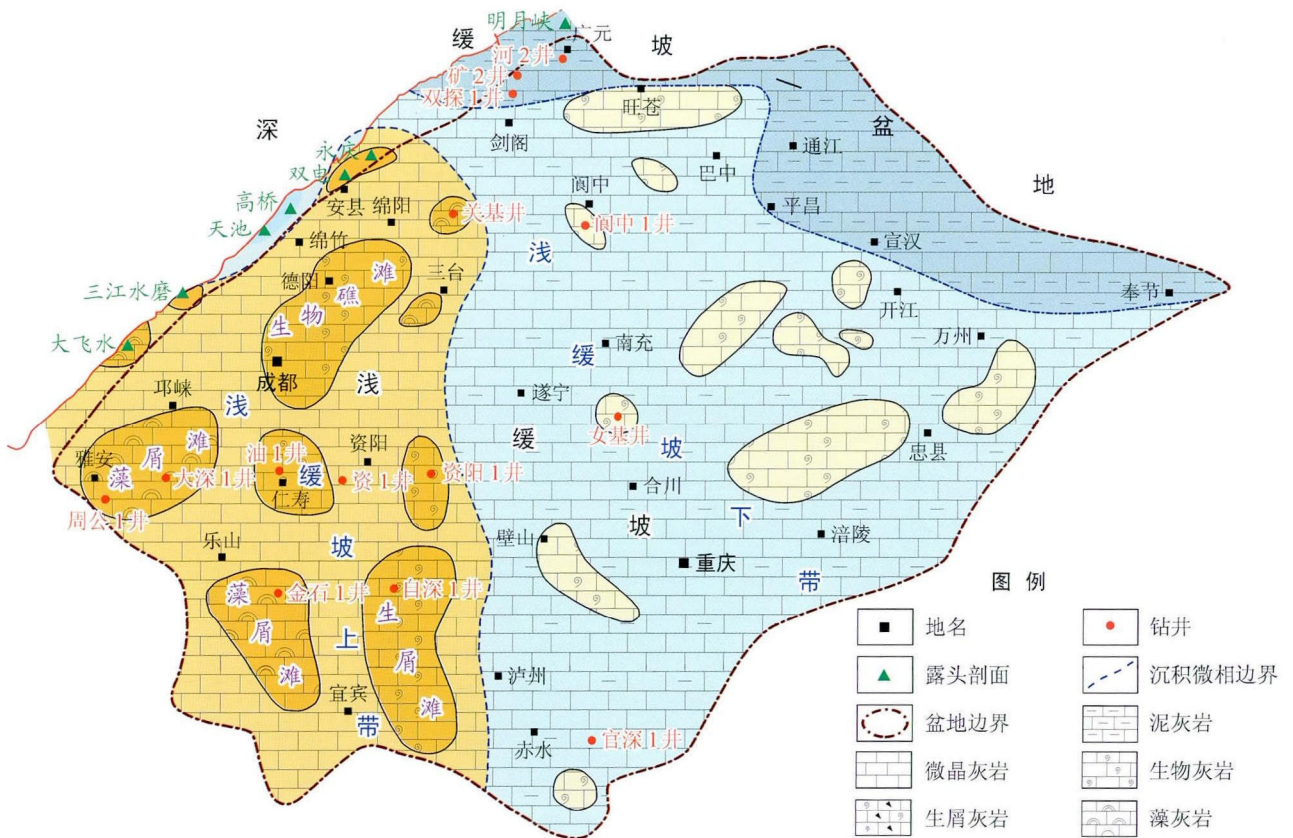 明月峡
缓
坡
广元
河2井
矿2井
双探1井
旺苍
深
剑阁
盆
通江
永庆
双电
巴中
地
高桥
安县
绵阳
关基井
阆中
阆中1井
平昌
天池
绵竹
浅
宣汉
三江水磨
德阳
生物礁滩
三台
开江
奉节
大飞水
南充
万州
成都
浅
缓
邛崃
浅
遂宁
女基井
藻屑滩
油1井
资阳
缓
坡
忠县
雅安
大深1井
缓
资1井
资阳1井
仁寿
合川
周公1井
坡
下
乐山
坡
璧山
涪陵
重庆
带
藻屑滩
金石1井
自深1井
生屑滩
上
泸州
宜宾
带
赤水
官深1井
图例
地名
钻井
露头剖面
沉积微相边界
盆地边界
泥灰岩
微晶灰岩
生物灰岩
生屑灰岩
藻灰岩